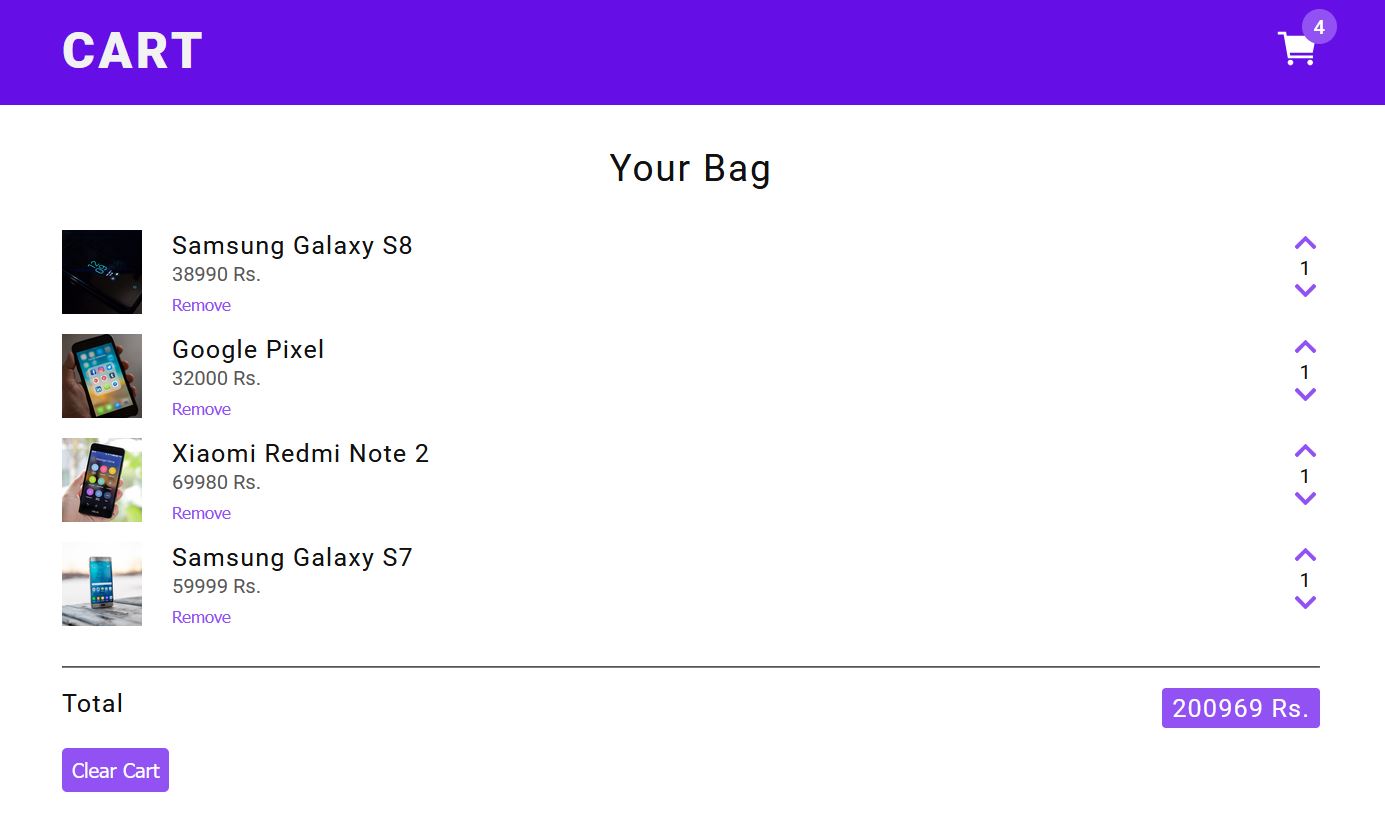 CART
4
Your Bag
Samsung Galaxy S8
38990 Rs.
Remove
1
Google Pixel
32000 Rs.
Remove
1
Xiaomi Redmi Note 2
69980 Rs.
Remove
1
Samsung Galaxy S7
59999 Rs.
Remove
1
Total
200969 Rs.
Clear Cart